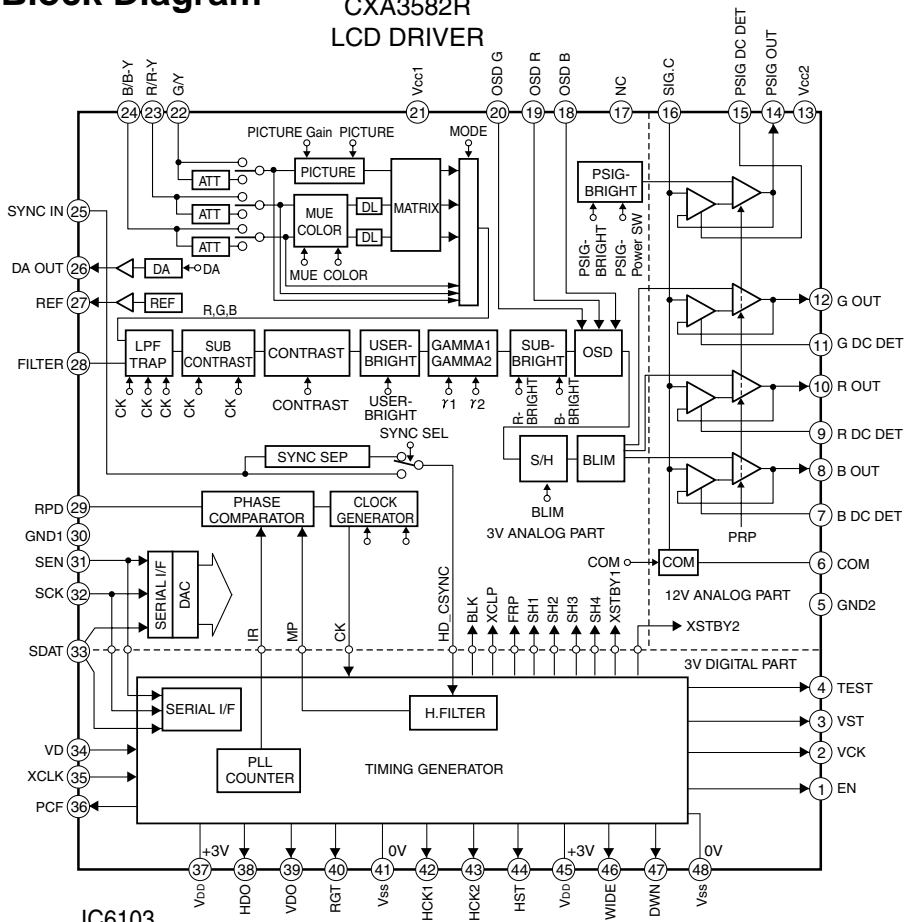 Block Diagram
CXA3582R
LCD DRIVER
B/B-Y
R/R-Y
G/Y
Vcc1
OSD G
OSD R
OSD B
NC
SIG.C
PSIG DC DET
PSIG OUT
Vcc2
24
23
22
21
20
19
18
17
16
15
14
13
PICTURE Gain
PICTURE
MODE
ATT
PICTURE
MATRIX
PSIG-
BRIGHT
SYNC IN
25
ATT
MUE
COLOR
DL
ATT
DL
PSIG-
BRIGHT
PSIG-
Power SW
DA OUT
26
DA
DA
MUE
COLOR
REF
27
REF
R,G,B
12
G OUT
FILTER
28
LPF
TRAP
SUB
CONTRAST
CONTRAST
USER-
BRIGHT
GAMMA1
GAMMA2
SUB-
BRIGHT
OSD
11
G DC DET
CK
CK
CK
CK
CK
CONTRAST
USER-
BRIGHT
γ1
γ2
R-
BRIGHT
B-
BRIGHT
10
R OUT
9
R DC DET
SYNC SEL
SYNC SEP
S/H
BLIM
8
B OUT
BLIM
RPD
29
PHASE
COMPARATOR
CLOCK
GENERATOR
3V ANALOG PART
PRP
7
B DC DET
GND1
30
SEN
31
SERIAL I/F
DAC
COM
COM
6
COM
SCK
32
12V ANALOG PART
5
GND2
IR
MP
CK
HD_CSYNC
BLK
XCLP
FRP
SH1
SH2
SH3
SH4
XSTBY1
XSTBY2
SDAT
33
3V DIGITAL PART
SERIAL I/F
H.FILTER
4
TEST
3
VST
VD
34
PLL
COUNTER
TIMING GENERATOR
2
VCK
XCLK
35
1
EN
PCF
36
+3V
0V
+3V
0V
37
38
39
40
41
42
43
44
45
46
47
48
VDD
HDO
VDO
RGT
Vss
HCK1
HCK2
HST
VDD
WIDE
DWN
Vss
IC6103